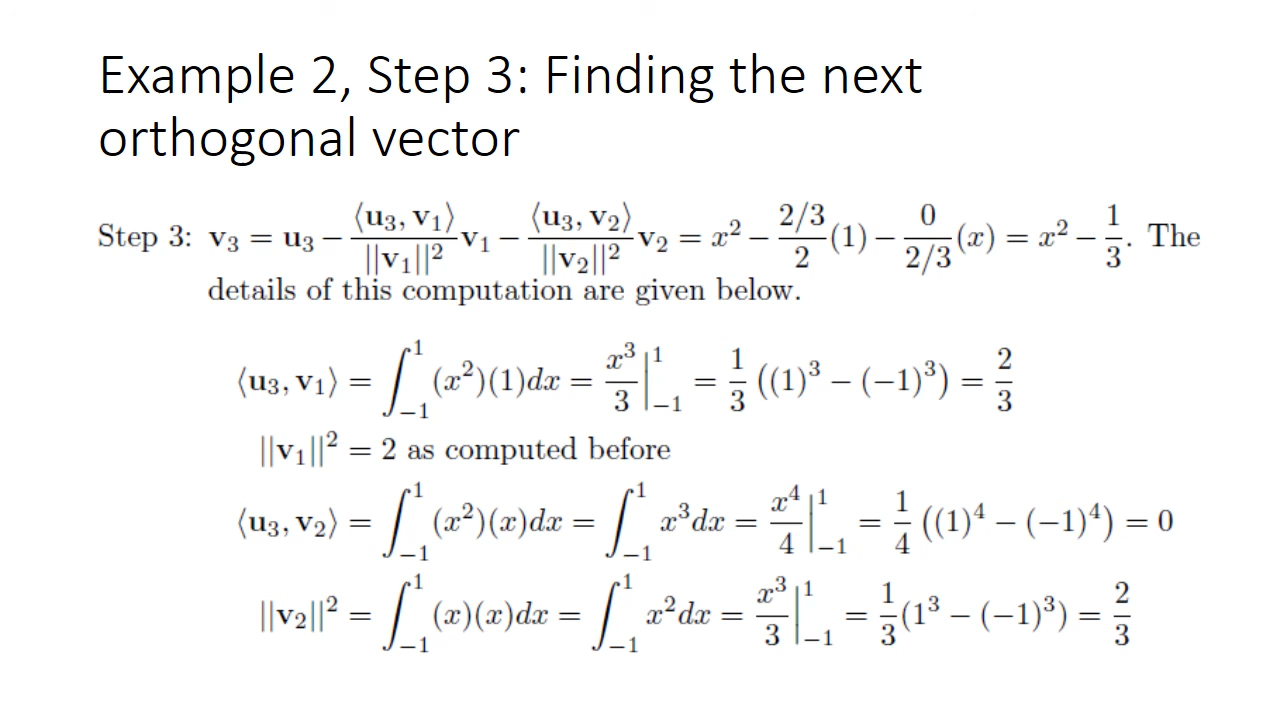 Example 2, Step 3: Finding the next
orthogonal vector
Step 3: v₃ = u₃ − ⟨u₃, v₁⟩/||v₁||² v₁ − ⟨u₃, v₂⟩/||v₂||² v₂ = x² − (2/3)/2 (1) − 0/(2/3) (x) = x² − 1/3. The
details of this computation are given below.
⟨u₃, v₁⟩ = ∫₋₁¹ (x²)(1)dx = x³/3 |₋₁¹ = 1/3 ((1)³ − (−1)³) = 2/3
||v₁||² = 2 as computed before
⟨u₃, v₂⟩ = ∫₋₁¹ (x²)(x)dx = ∫₋₁¹ x³dx = x⁴/4 |₋₁¹ = 1/4 ((1)⁴ − (−1)⁴) = 0
||v₂||² = ∫₋₁¹ (x)(x)dx = ∫₋₁¹ x²dx = x³/3 |₋₁¹ = 1/3 (1³ − (−1)³) = 2/3